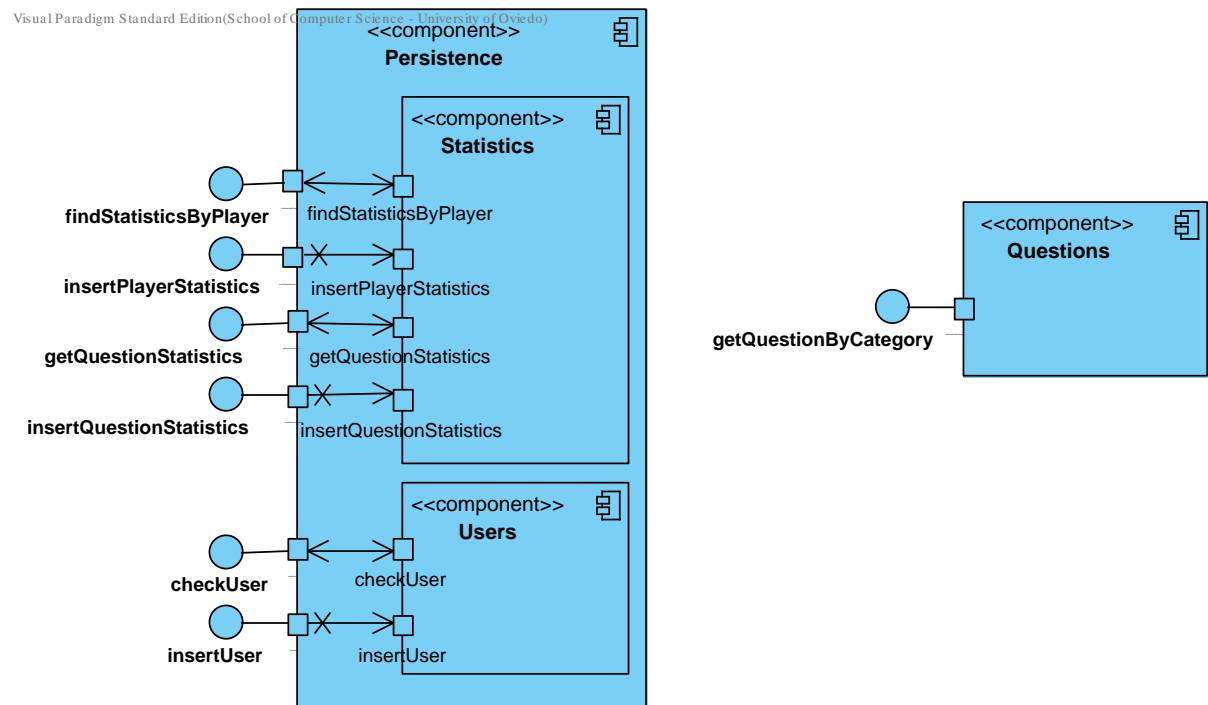 Visual Paradigm Standard Edition(School of Computer Science - University of Oviedo)
<<component>>
Persistence
<<component>>
Statistics
findStatisticsByPlayer
findStatisticsByPlayer
insertPlayerStatistics
insertPlayerStatistics
getQuestionStatistics
getQuestionStatistics
insertQuestionStatistics
insertQuestionStatistics
<<component>>
Users
checkUser
checkUser
insertUser
insertUser
<<component>>
Questions
getQuestionByCategory